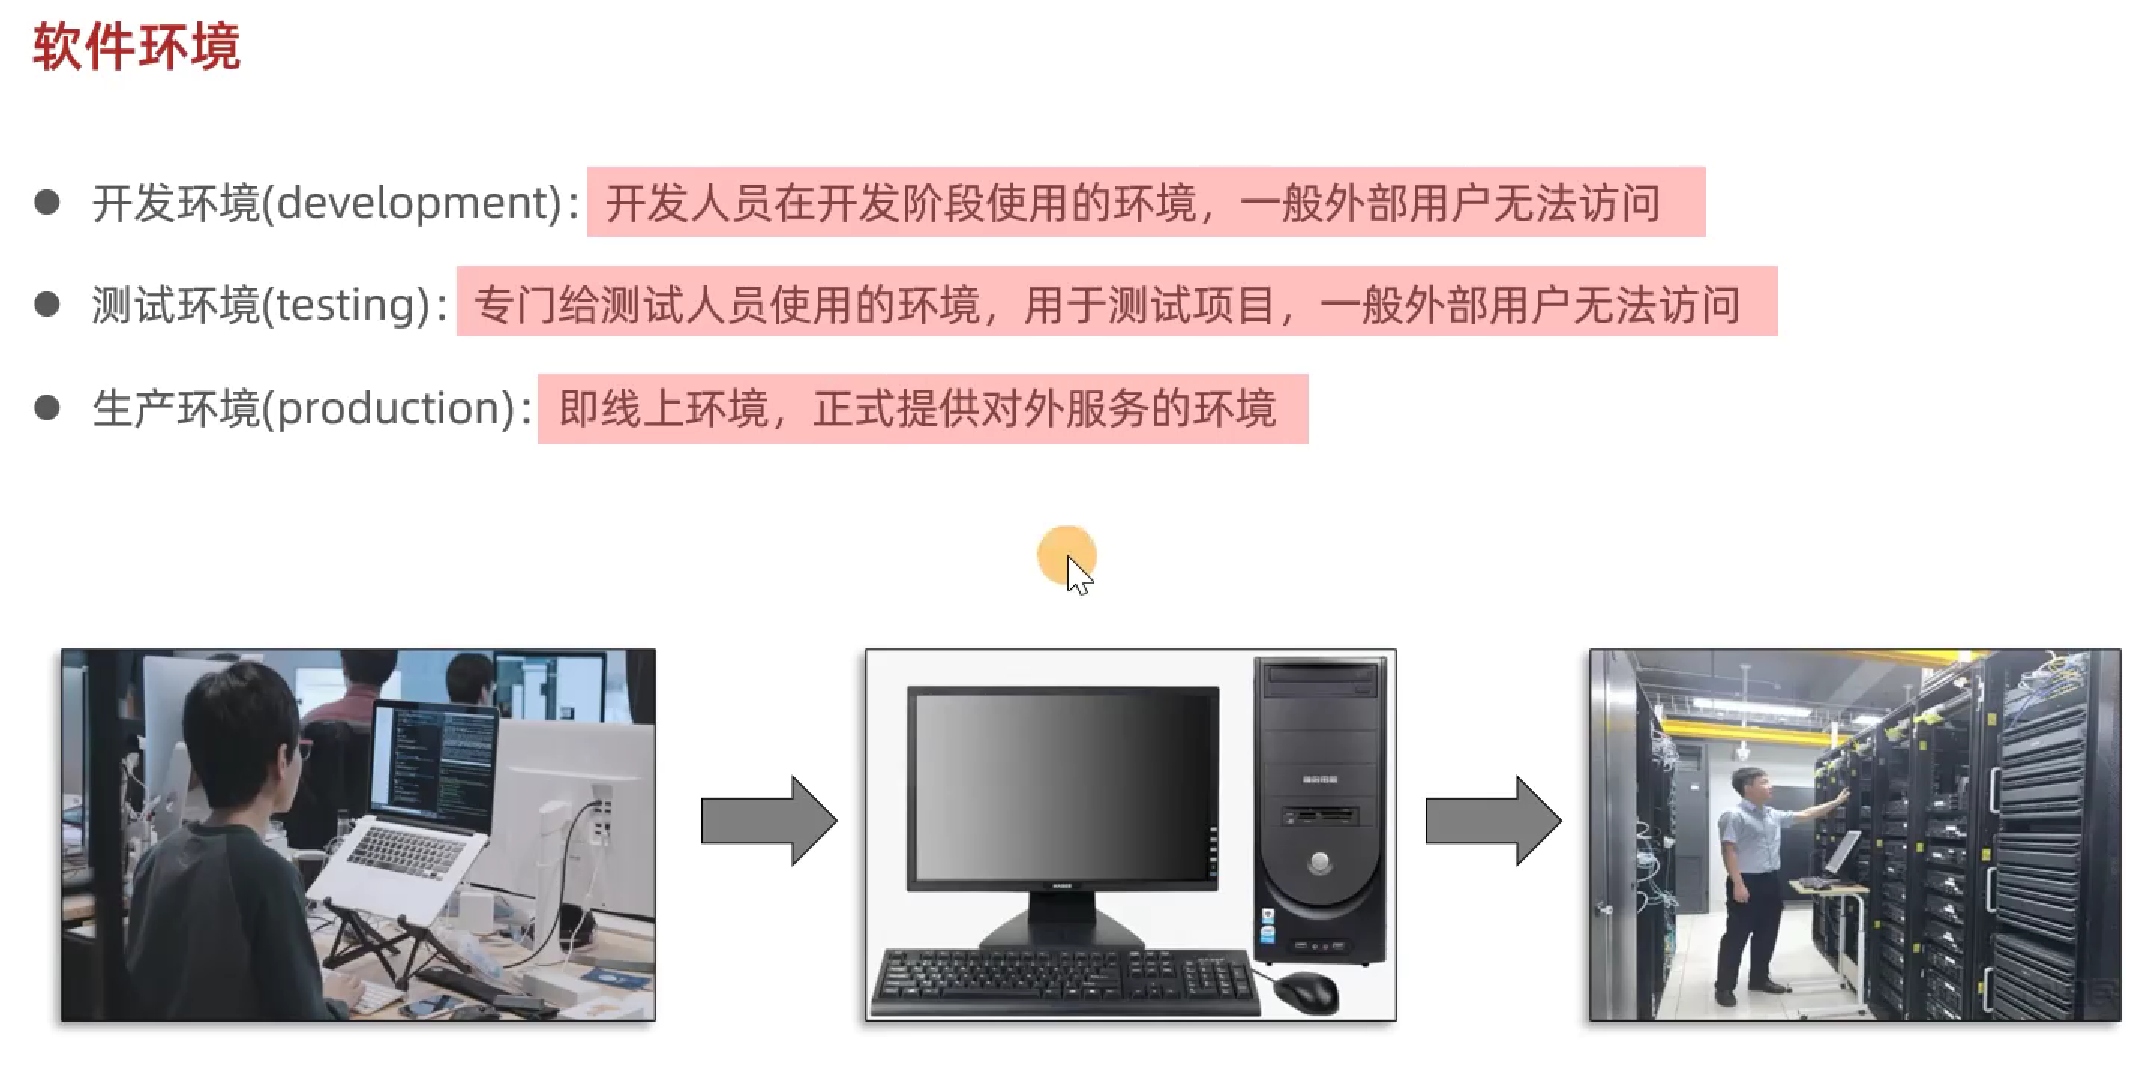 软件环境
开发环境(development)：开发人员在开发阶段使用的环境，一般外部用户无法访问
测试环境(testing)：专门给测试人员使用的环境，用于测试项目，一般外部用户无法访问
生产环境(production)：即线上环境，正式提供对外服务的环境